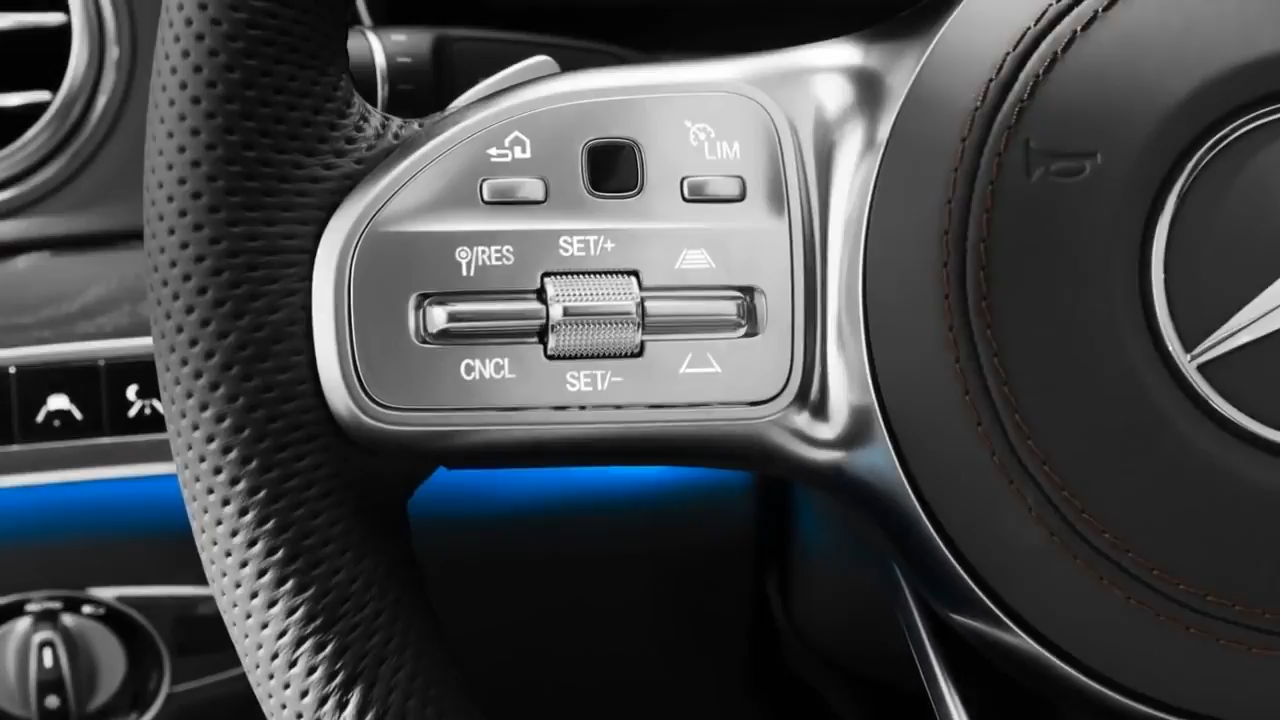 LIM
/RES
SET/+
CNCL
SET/−